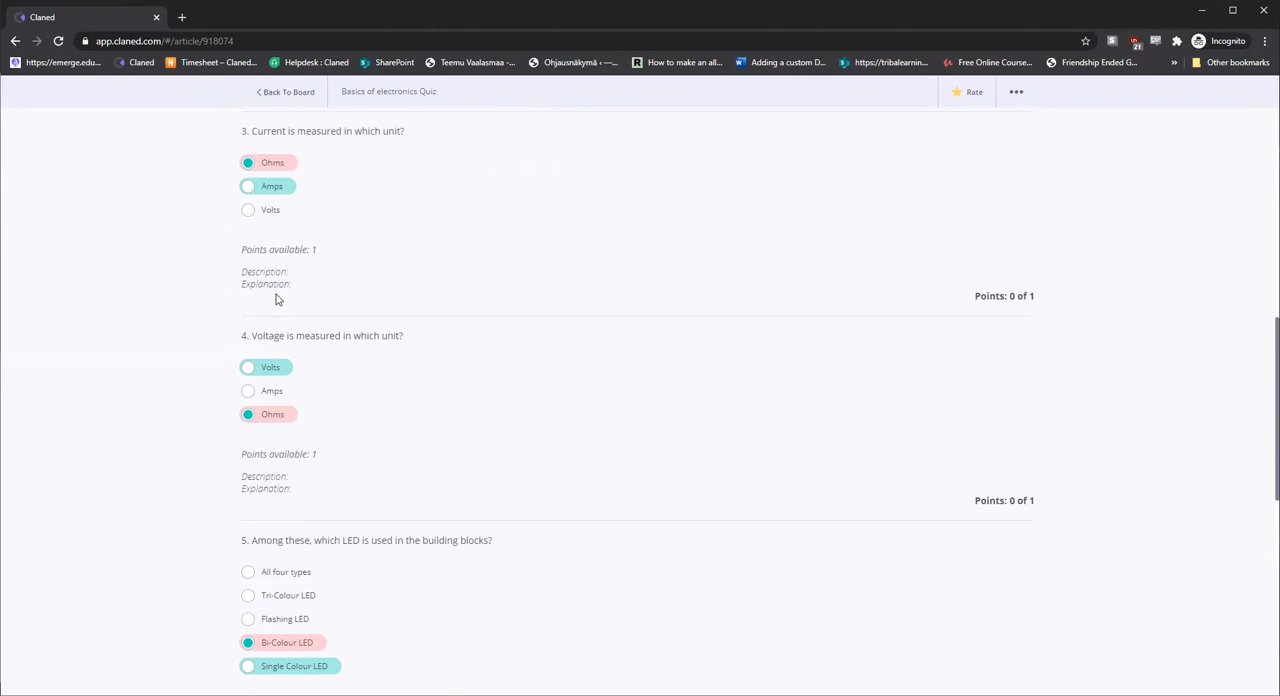 Claned
app.claned.com/#/article/918074
21
Incognito
https://emerge.edu...
Claned
Timesheet – Claned...
Helpdesk : Claned
SharePoint
Teemu Vaalasmaa -...
Ohjausnäkymä ‹ —...
How to make an all...
Adding a custom D...
https://tribalearnin...
Free Online Course...
Friendship Ended G...
»
Other bookmarks
Back To Board
Basics of electronics Quiz
Rate
3. Current is measured in which unit?
Ohms
Amps
Volts
Points available: 1
Description:
Explanation:
Points: 0 of 1
4. Voltage is measured in which unit?
Volts
Amps
Ohms
Points available: 1
Description:
Explanation:
Points: 0 of 1
5. Among these, which LED is used in the building blocks?
All four types
Tri-Colour LED
Flashing LED
Bi-Colour LED
Single Colour LED